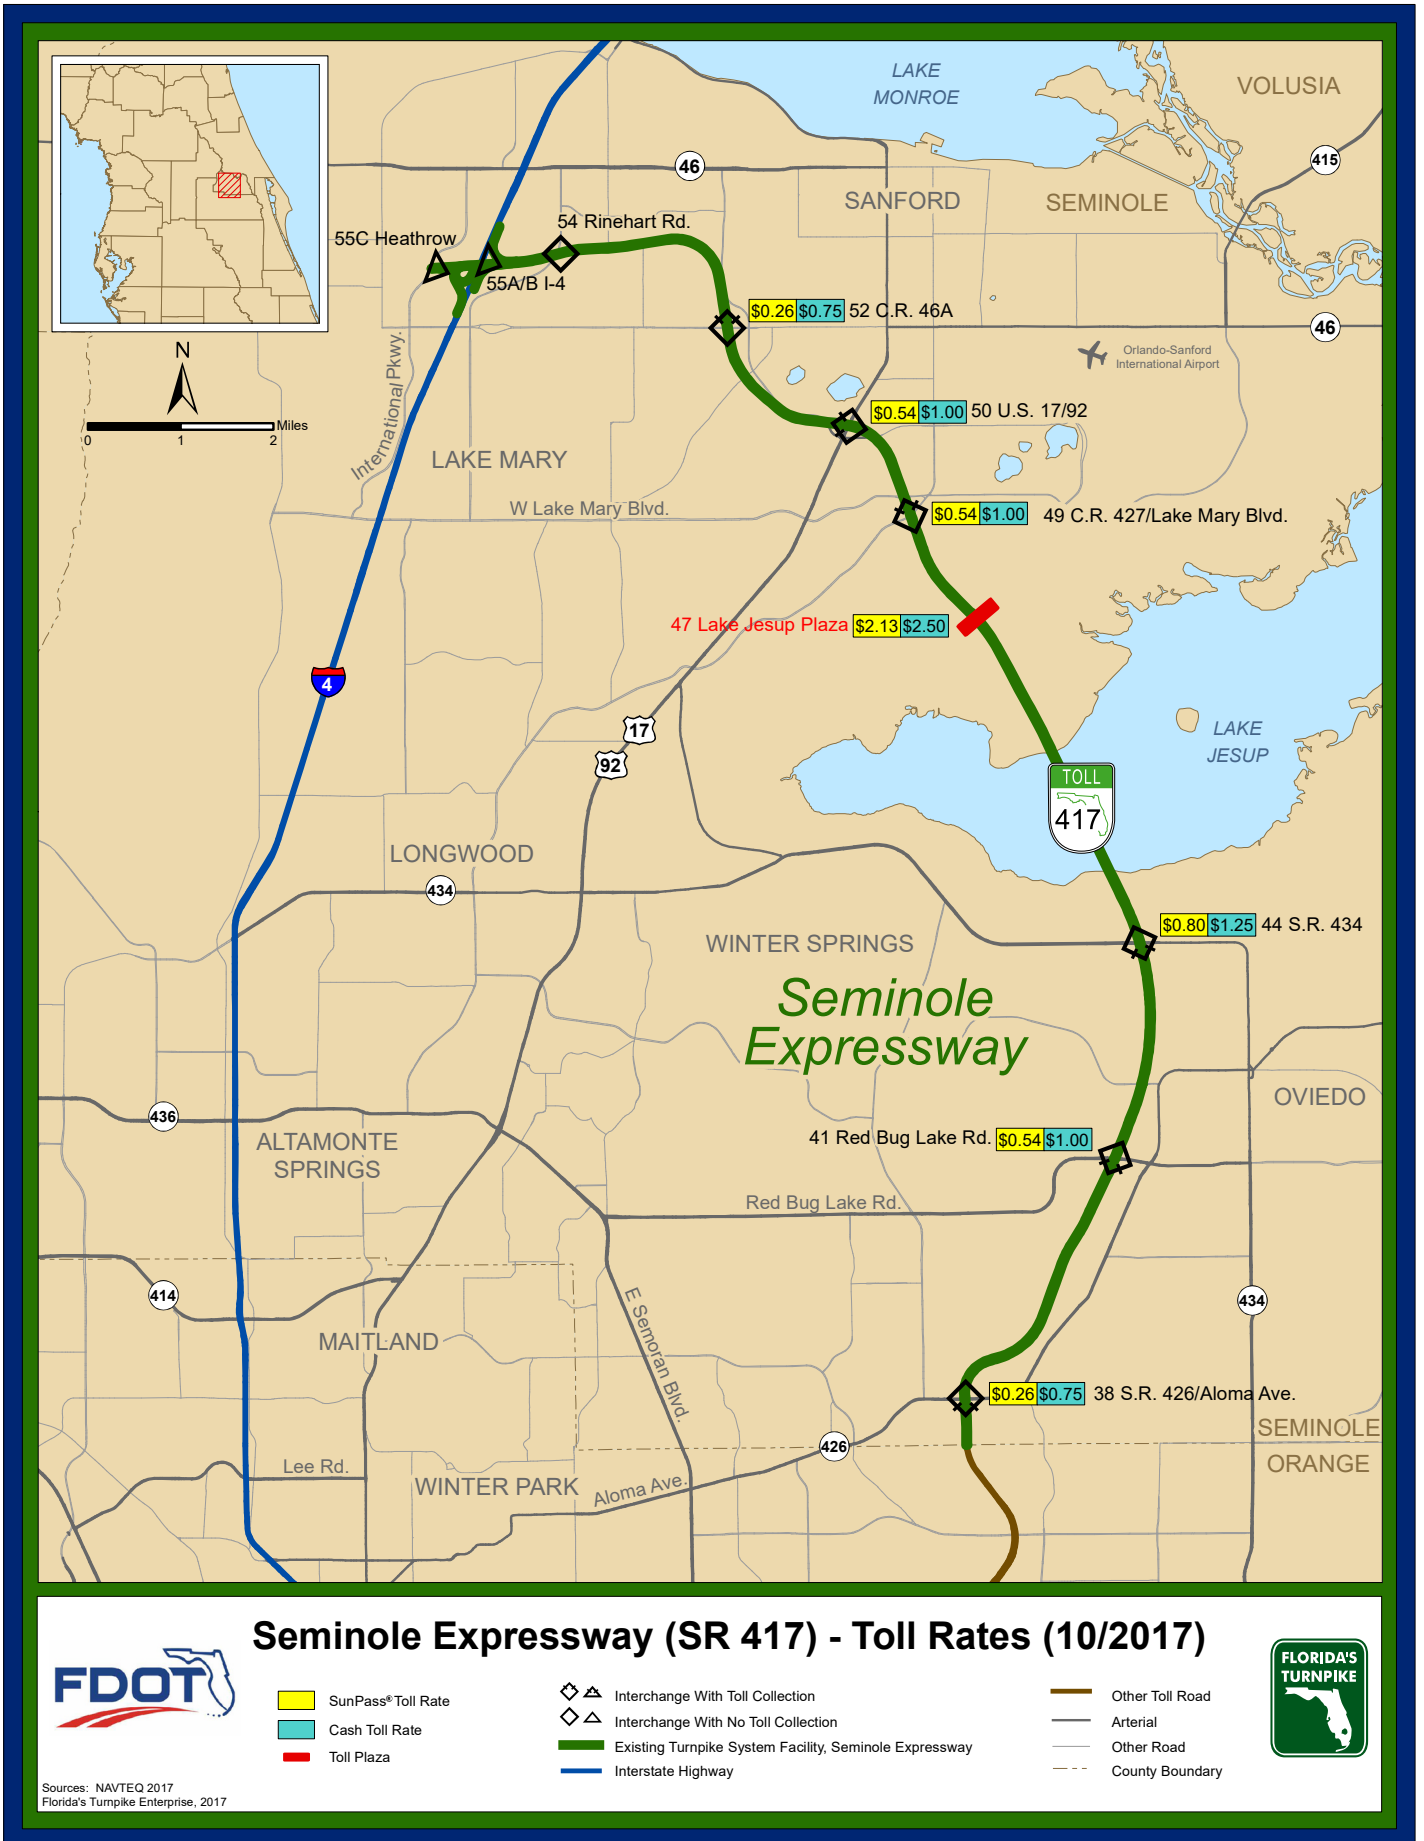 LAKE
MONROE
VOLUSIA
415
46
SANFORD
SEMINOLE
54 Rinehart Rd.
55C Heathrow
55A/B I-4
$0.26 $0.75 52 C.R. 46A
46
Orlando-Sanford
International Airport
N
Miles
0 1 2
International Pkwy.
$0.54 $1.00 50 U.S. 17/92
LAKE MARY
W Lake Mary Blvd.
$0.54 $1.00 49 C.R. 427/Lake Mary Blvd.
47 Lake Jesup Plaza $2.13 $2.50
4
17
92
LAKE
JESUP
TOLL
417
LONGWOOD
434
$0.80 $1.25 44 S.R. 434
WINTER SPRINGS
Seminole
Expressway
OVIEDO
436
ALTAMONTE
SPRINGS
41 Red Bug Lake Rd. $0.54 $1.00
Red Bug Lake Rd.
414
434
MAITLAND
E Semoran Blvd.
$0.26 $0.75 38 S.R. 426/Aloma Ave.
426
SEMINOLE
ORANGE
Lee Rd.
WINTER PARK
Aloma Ave.
Seminole Expressway (SR 417) - Toll Rates (10/2017)
FDOT
SunPass® Toll Rate
Cash Toll Rate
Toll Plaza
Interchange With Toll Collection
Interchange With No Toll Collection
Existing Turnpike System Facility, Seminole Expressway
Interstate Highway
Other Toll Road
Arterial
Other Road
County Boundary
FLORIDA'S
TURNPIKE
Sources: NAVTEQ 2017
Florida's Turnpike Enterprise, 2017